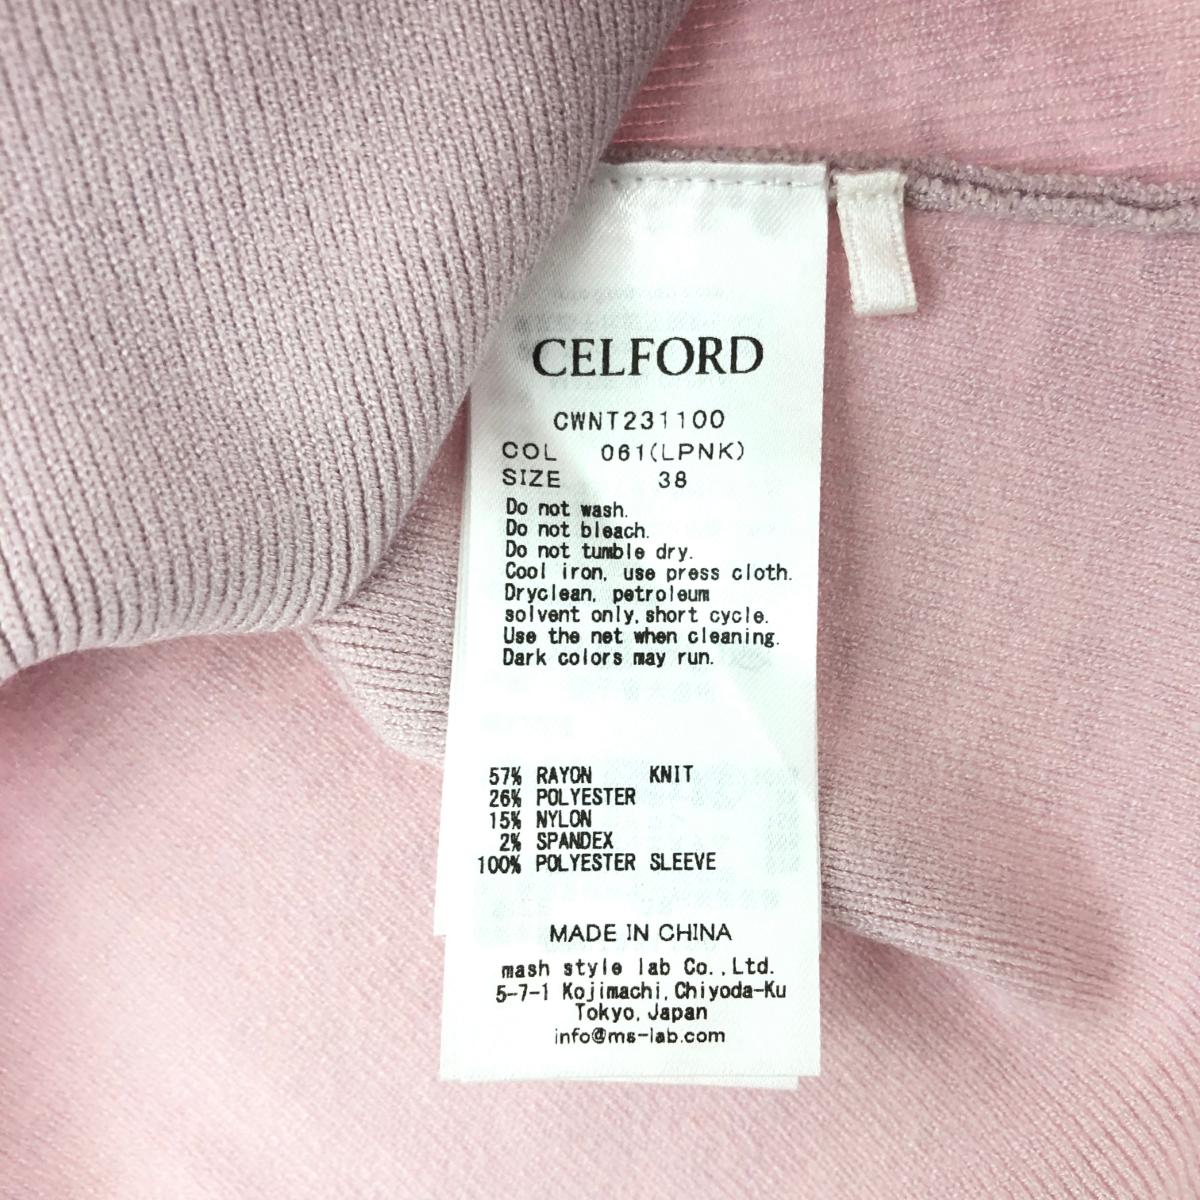 CELFORD
CWNT231100
COL 061(LPNK)
SIZE 38
Do not wash.
Do not bleach.
Do not tumble dry.
Cool iron, use press cloth.
Dryclean, petroleum
solvent only,short cycle.
Use the net when cleaning.
Dark colors may run.
57% RAYON KNIT
26% POLYESTER
15% NYLON
2% SPANDEX
100% POLYESTER SLEEVE
MADE IN CHINA
mash style lab Co.,Ltd.
5-7-1 Kojimachi,Chiyoda-Ku
Tokyo,Japan
info@ms-lab.com